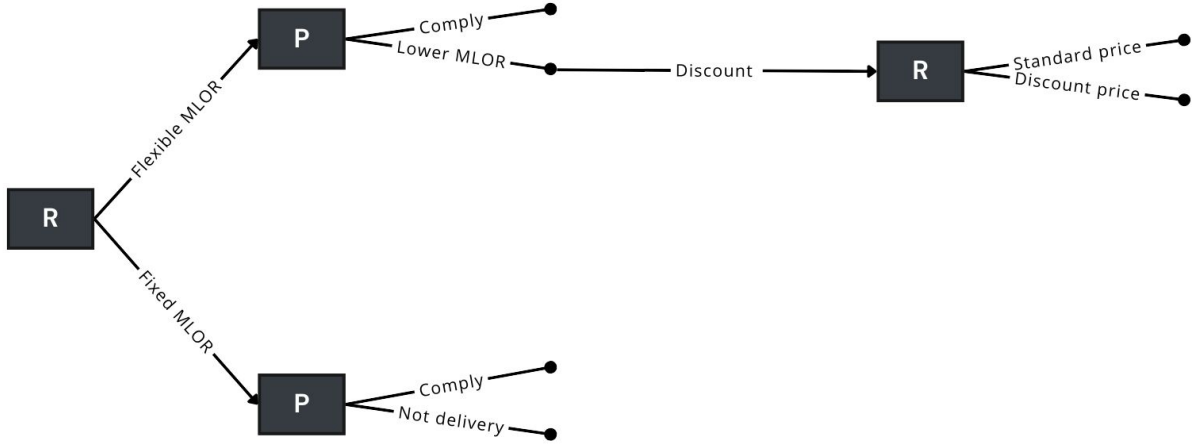 P
Comply
Lower MLOR
Discount
R
Standard price
Discount price
Flexible MLOR
R
Fixed MLOR
P
Comply
Not delivery